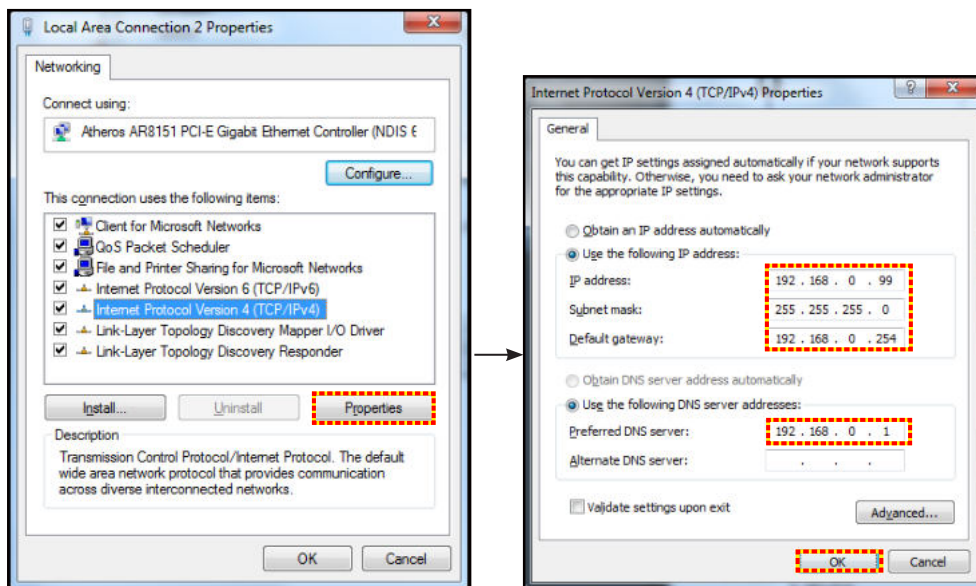 Local Area Connection 2 Properties
Networking
Connect using:
Atheros AR8151 PCI-E Gigabit Ethernet Controller (NDIS 6
Configure...
This connection uses the following items:
Client for Microsoft Networks
QoS Packet Scheduler
File and Printer Sharing for Microsoft Networks
Internet Protocol Version 6 (TCP/IPv6)
Internet Protocol Version 4 (TCP/IPv4)
Link-Layer Topology Discovery Mapper I/O Driver
Link-Layer Topology Discovery Responder
Install...
Uninstall
Properties
Description
Transmission Control Protocol/Internet Protocol. The default
wide area network protocol that provides communication
across diverse interconnected networks.
OK
Cancel
Internet Protocol Version 4 (TCP/IPv4) Properties
General
You can get IP settings assigned automatically if your network supports
this capability. Otherwise, you need to ask your network administrator
for the appropriate IP settings.
Obtain an IP address automatically
Use the following IP address:
IP address: 192 . 168 . 0 . 99
Subnet mask: 255 . 255 . 255 . 0
Default gateway: 192 . 168 . 0 . 254
Obtain DNS server address automatically
Use the following DNS server addresses:
Preferred DNS server: 192 . 168 . 0 . 1
Alternate DNS server: . . .
Validate settings upon exit
Advanced...
OK
Cancel